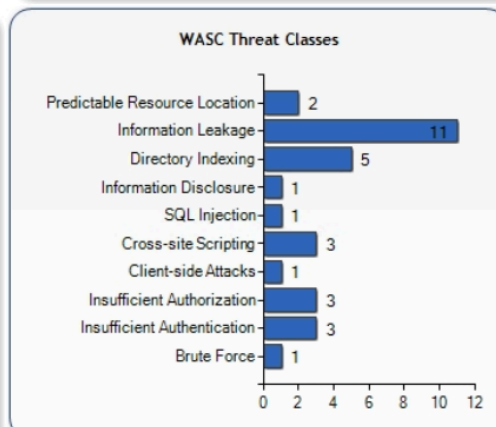 WASC Threat Classes
Predictable Resource Location 2
Information Leakage 11
Directory Indexing 5
Information Disclosure 1
SQL Injection 1
Cross-site Scripting 3
Client-side Attacks 1
Insufficient Authorization 3
Insufficient Authentication 3
Brute Force 1
0 2 4 6 8 10 12